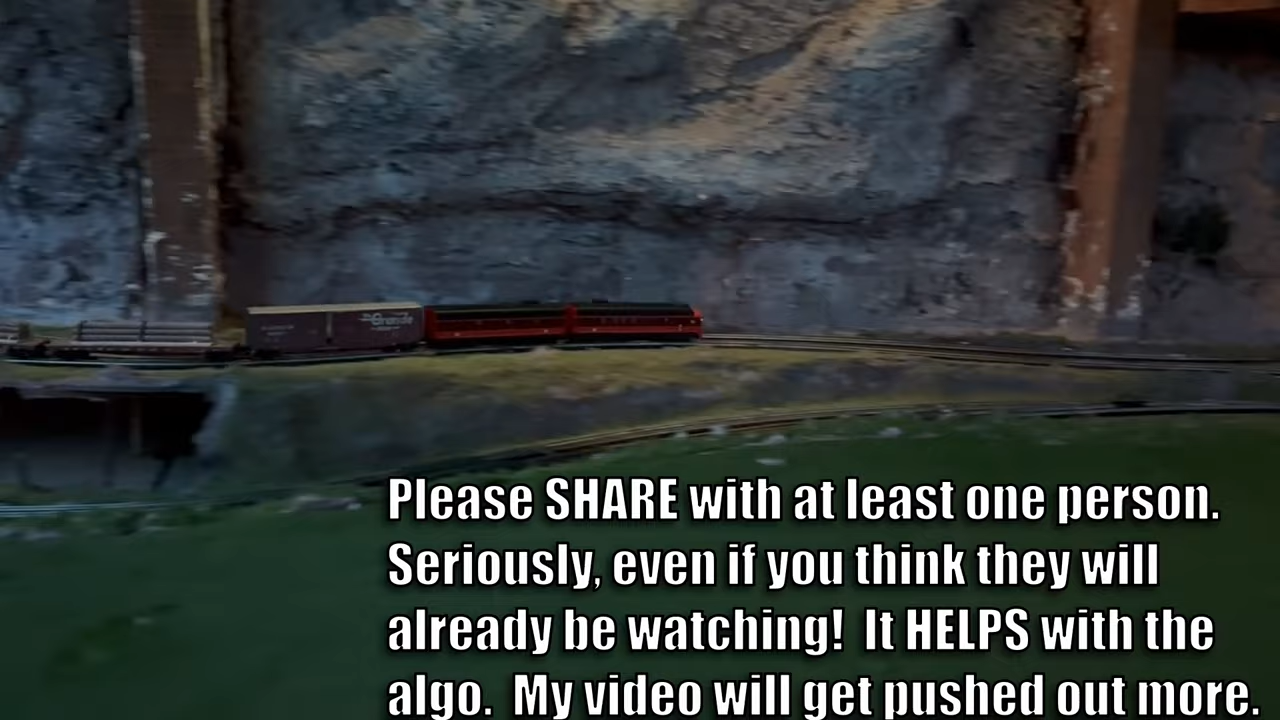 Grande
Please SHARE with at least one person.
Seriously, even if you think they will
already be watching!  It HELPS with the
algo.  My video will get pushed out more.